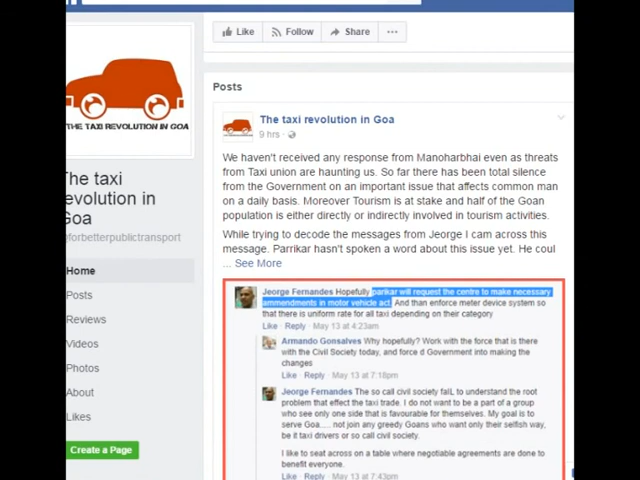 Like Follow Share ...
Posts
The taxi revolution in Goa
9 hrs ·
We haven't received any response from Manoharbhai even as threats
from Taxi union are haunting us. So far there has been total silence
from the Government on an important issue that affects common man
on a daily basis. Moreover Tourism is at stake and half of the Goan
population is either directly or indirectly involved in tourism activities.
While trying to decode the messages from Jeorge I cam across this
message. Parrikar hasn't spoken a word about this issue yet. He coul
... See More
THE TAXI REVOLUTION IN GOA
The taxi
evolution in
Goa
@forbetterpublictransport
Home
Posts
Reviews
Videos
Photos
About
Likes
Create a Page
Jeorge Fernandes Hopefully parikar will request the centre to make necessary
ammendments in motor vehicle act. And than enforce meter device system so
that there is uniform rate for all taxi depending on their category
Like · Reply · May 13 at 4:23am
Armando Gonsalves Why hopefully? Work with the force that is there
with the Civil Society today, and force d Government into making the
changes
Like · Reply · May 13 at 7:18pm
Jeorge Fernandes The so call civil society faiL to understand the root
problem that effect the taxi trade. I do not want to be a part of a group
who see only one side that is favourable for themselves. My goal is to
serve Goa..... not join any greedy Goans who want only their selfish way,
be it taxi drivers or so call civil society.
I like to seat across on a table where negotiable agreements are done to
benefit everyone.
Like · Reply · May 13 at 7:43pm